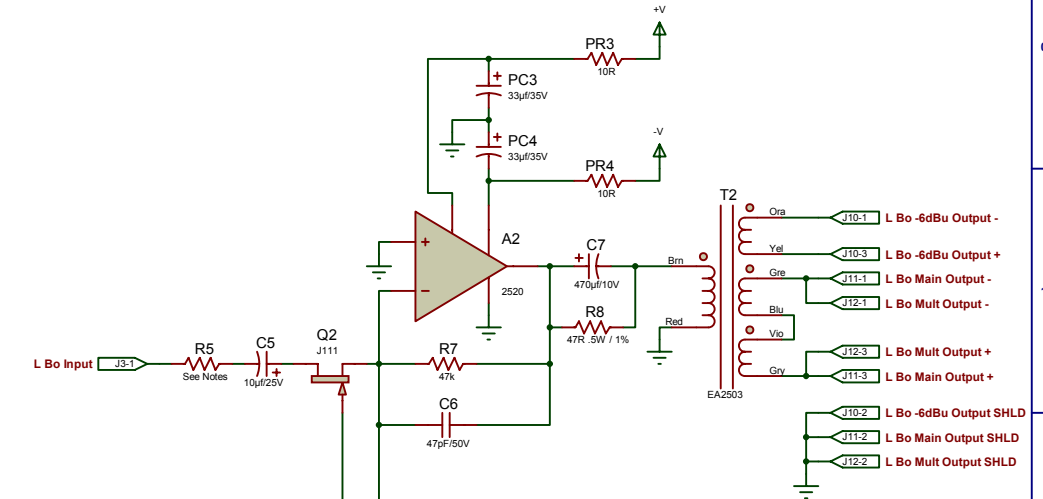 +V
PR3
10R
PC3
33µf/35V
-V
PC4
33µf/35V
PR4
10R
T2
Ora
J10-1 L Bo -6dBu Output -
A2
+
C7
+
Yel
J10-3 L Bo -6dBu Output +
Brn
Gre
J11-1 L Bo Main Output -
470µf/10V
2520
−
J12-1 L Bo Mult Output -
R8
Blu
Red
47R .5W / 1%
Vio
Q2
J111
R5
C5
R7
J12-3 L Bo Mult Output +
L Bo Input J3-1
See Notes
10µf/25V
+
47k
Gry
J11-3 L Bo Main Output +
EA2503
C6
47pF/50V
J10-2 L Bo -6dBu Output SHLD
J11-2 L Bo Main Output SHLD
J12-2 L Bo Mult Output SHLD